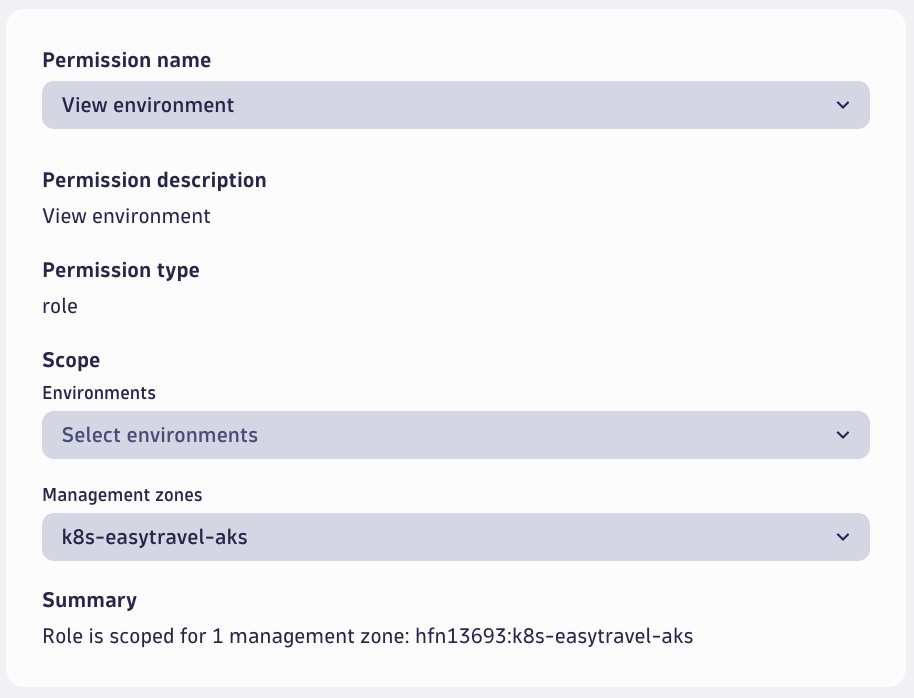 Permission name
View environment
Permission description
View environment
Permission type
role
Scope
Environments
Select environments
Management zones
k8s-easytravel-aks
Summary
Role is scoped for 1 management zone: hfn13693:k8s-easytravel-aks